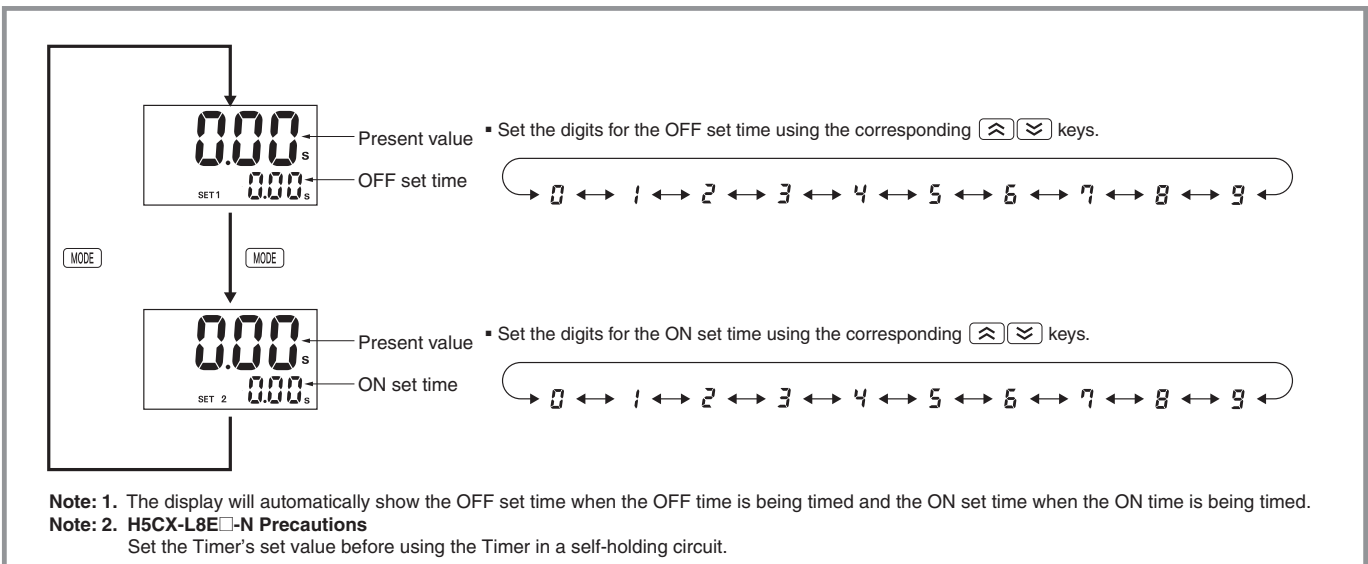 0.00 s
Present value
▪ Set the digits for the OFF set time using the corresponding keys.
SET 1 0.00 s
OFF set time
0 1 2 3 4 5 6 7 8 9
MODE
MODE
0.00 s
Present value
▪ Set the digits for the ON set time using the corresponding keys.
SET 2 0.00 s
ON set time
0 1 2 3 4 5 6 7 8 9
Note: 1. The display will automatically show the OFF set time when the OFF time is being timed and the ON set time when the ON time is being timed.
Note: 2. H5CX-L8E□-N Precautions
Set the Timer's set value before using the Timer in a self-holding circuit.